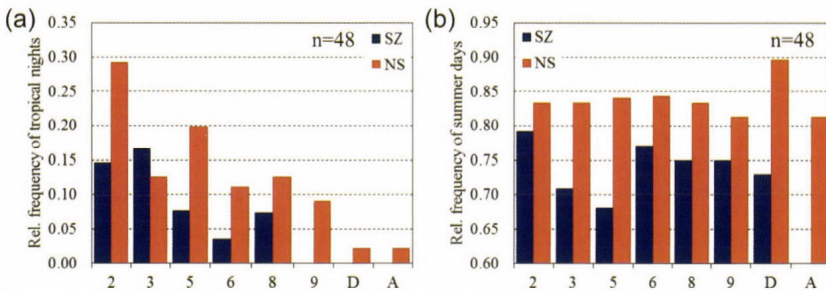 (a)
Rel. frequency of tropical nights
0.35
0.30
0.25
0.20
0.15
0.10
0.05
0.00
n=48
SZ
NS
2 3 5 6 8 9 D A
(b)
Rel. frequency of summer days
0.95
0.90
0.85
0.80
0.75
0.70
0.65
0.60
SZ
NS
n=48
2 3 5 6 8 9 D A